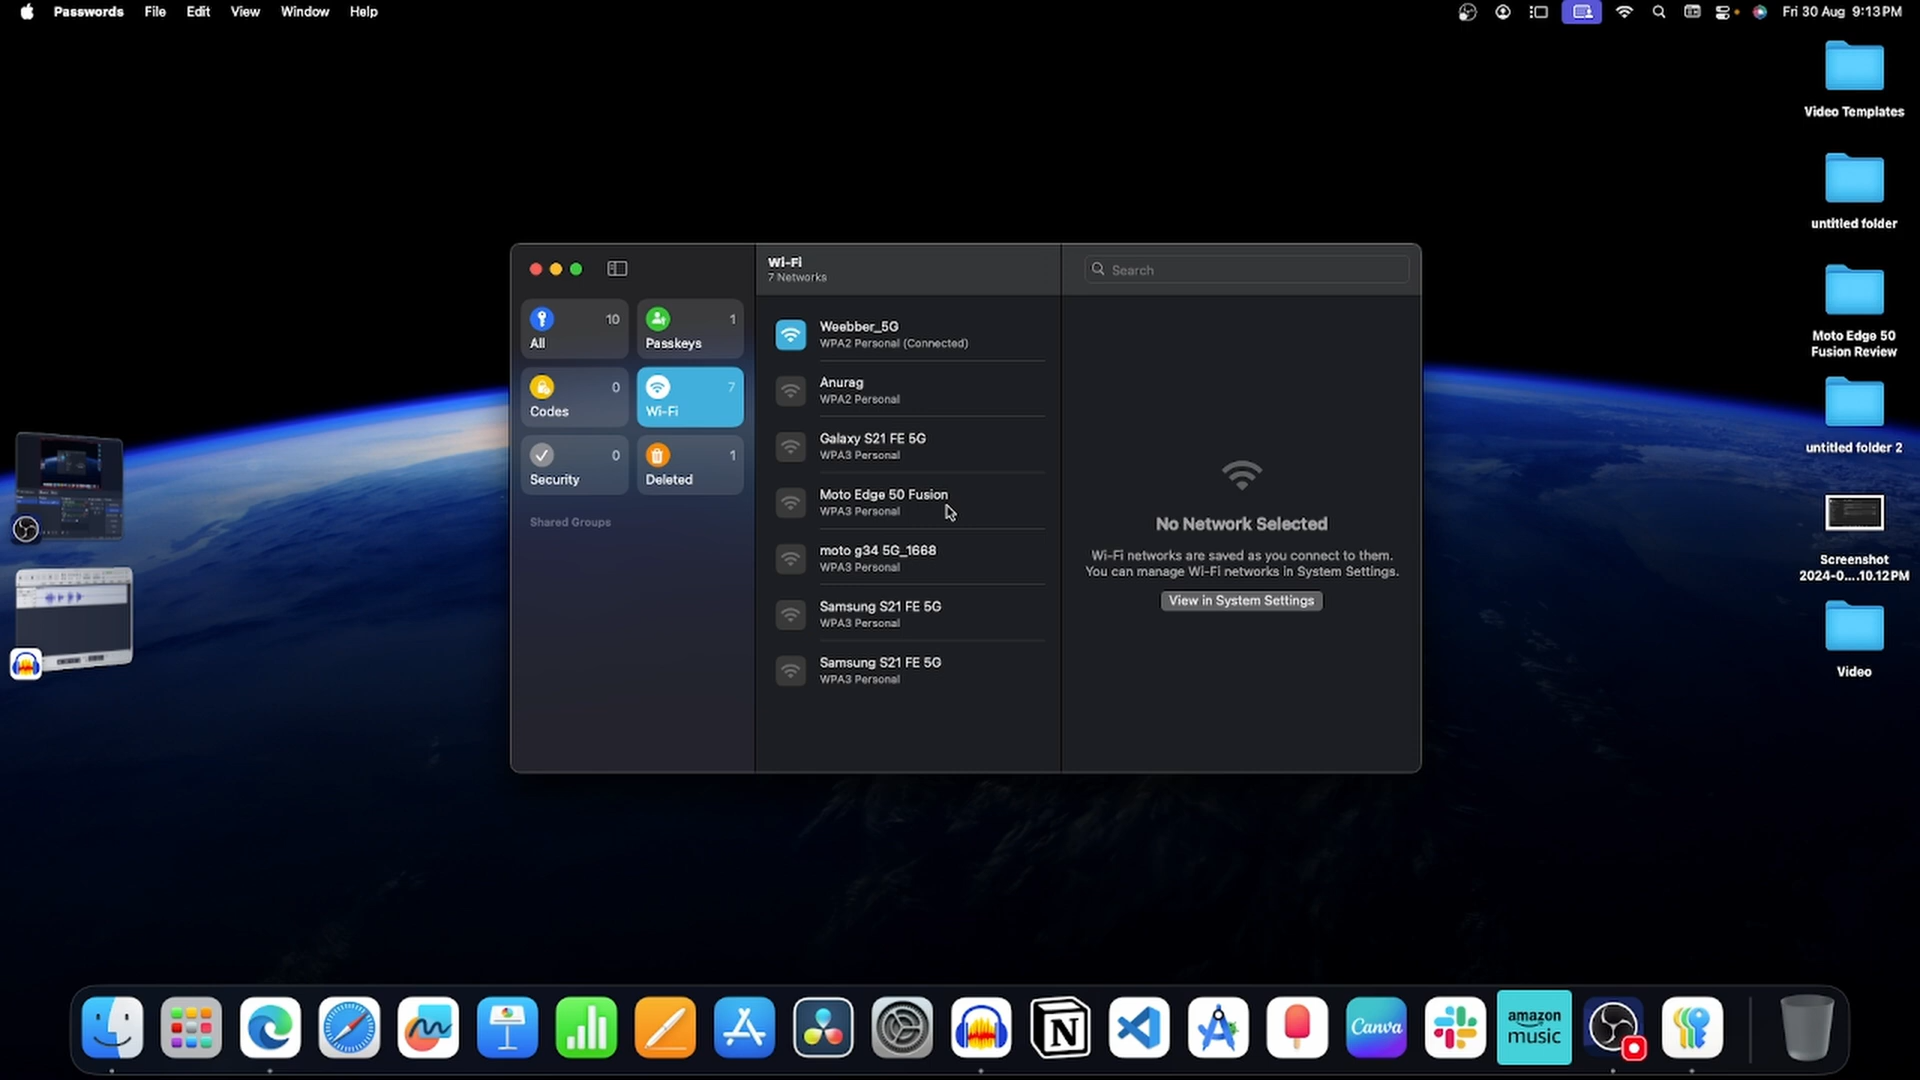 Passwords File Edit View Window Help
Fri 30 Aug 9:13 PM
Video Templates
untitled folder
Moto Edge 50
Fusion Review
untitled folder 2
Screenshot
2024-0....10.12 PM
Video
All 10
Passkeys 1
Codes 0
Wi-Fi 7
Security 0
Deleted 1
Shared Groups
Wi-Fi
7 Networks
Weebber_5G
WPA2 Personal (Connected)
Anurag
WPA2 Personal
Galaxy S21 FE 5G
WPA3 Personal
Moto Edge 50 Fusion
WPA3 Personal
moto g34 5G_1668
WPA3 Personal
Samsung S21 FE 5G
WPA3 Personal
Samsung S21 FE 5G
WPA3 Personal
Search
No Network Selected
Wi-Fi networks are saved as you connect to them.
You can manage Wi-Fi networks in System Settings.
View in System Settings
Canva
amazon
music